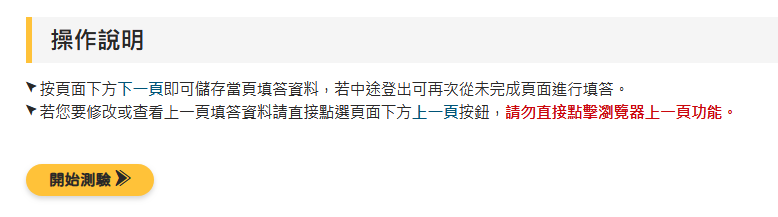 操作說明
按頁面下方下一頁即可儲存當頁填答資料，若中途登出可再次從未完成頁面進行填答。
若您要修改或查看上一頁填答資料請直接點選頁面下方上一頁按鈕，請勿直接點擊瀏覽器上一頁功能。
開始測驗